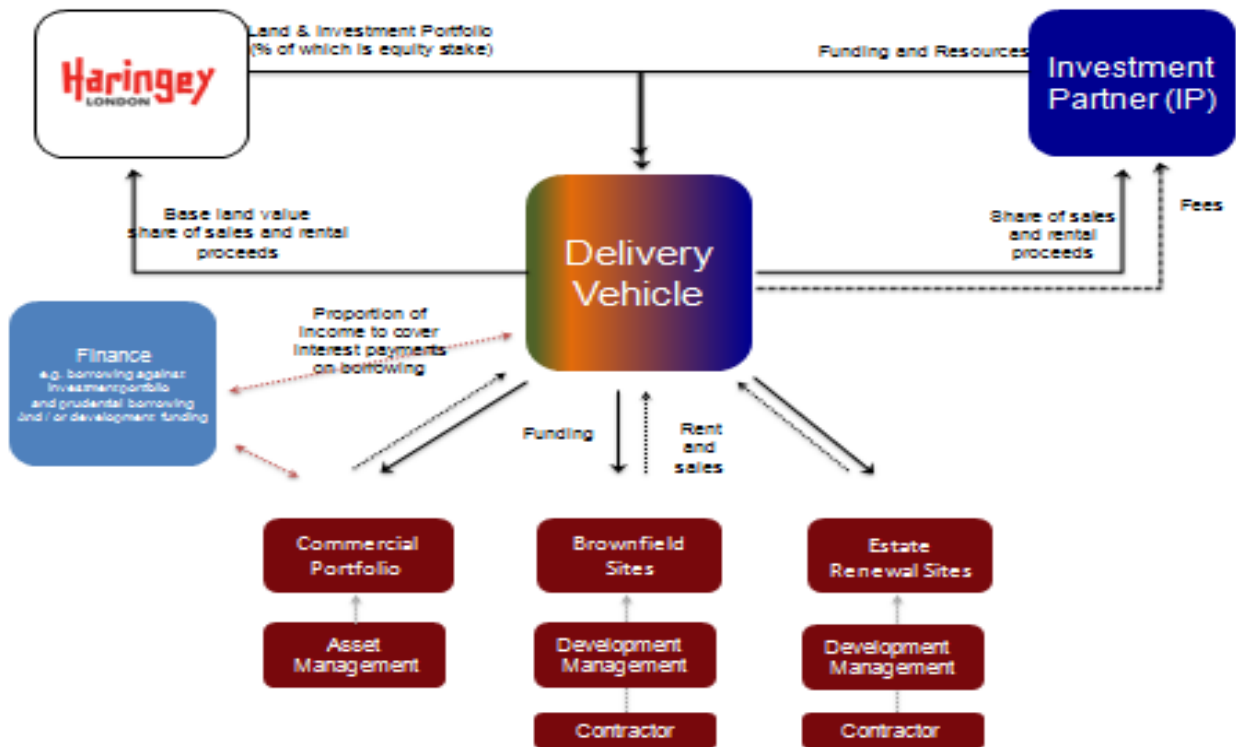 Land & Investment Portfolio
(% of which is equity stake)
Funding and Resources
Haringey
LONDON
Investment
Partner (IP)
Base land value
share of sales and rental
proceeds
Delivery
Vehicle
Share of sales
and rental
proceeds
Fees
Finance
e.g. borrowing against
investment portfolio
and prudential borrowing
and / or development funding
Proportion of
income to cover
interest payments
on borrowing
Funding
Rent
and
sales
Commercial
Portfolio
Brownfield
Sites
Estate
Renewal Sites
Asset
Management
Development
Management
Development
Management
Contractor
Contractor